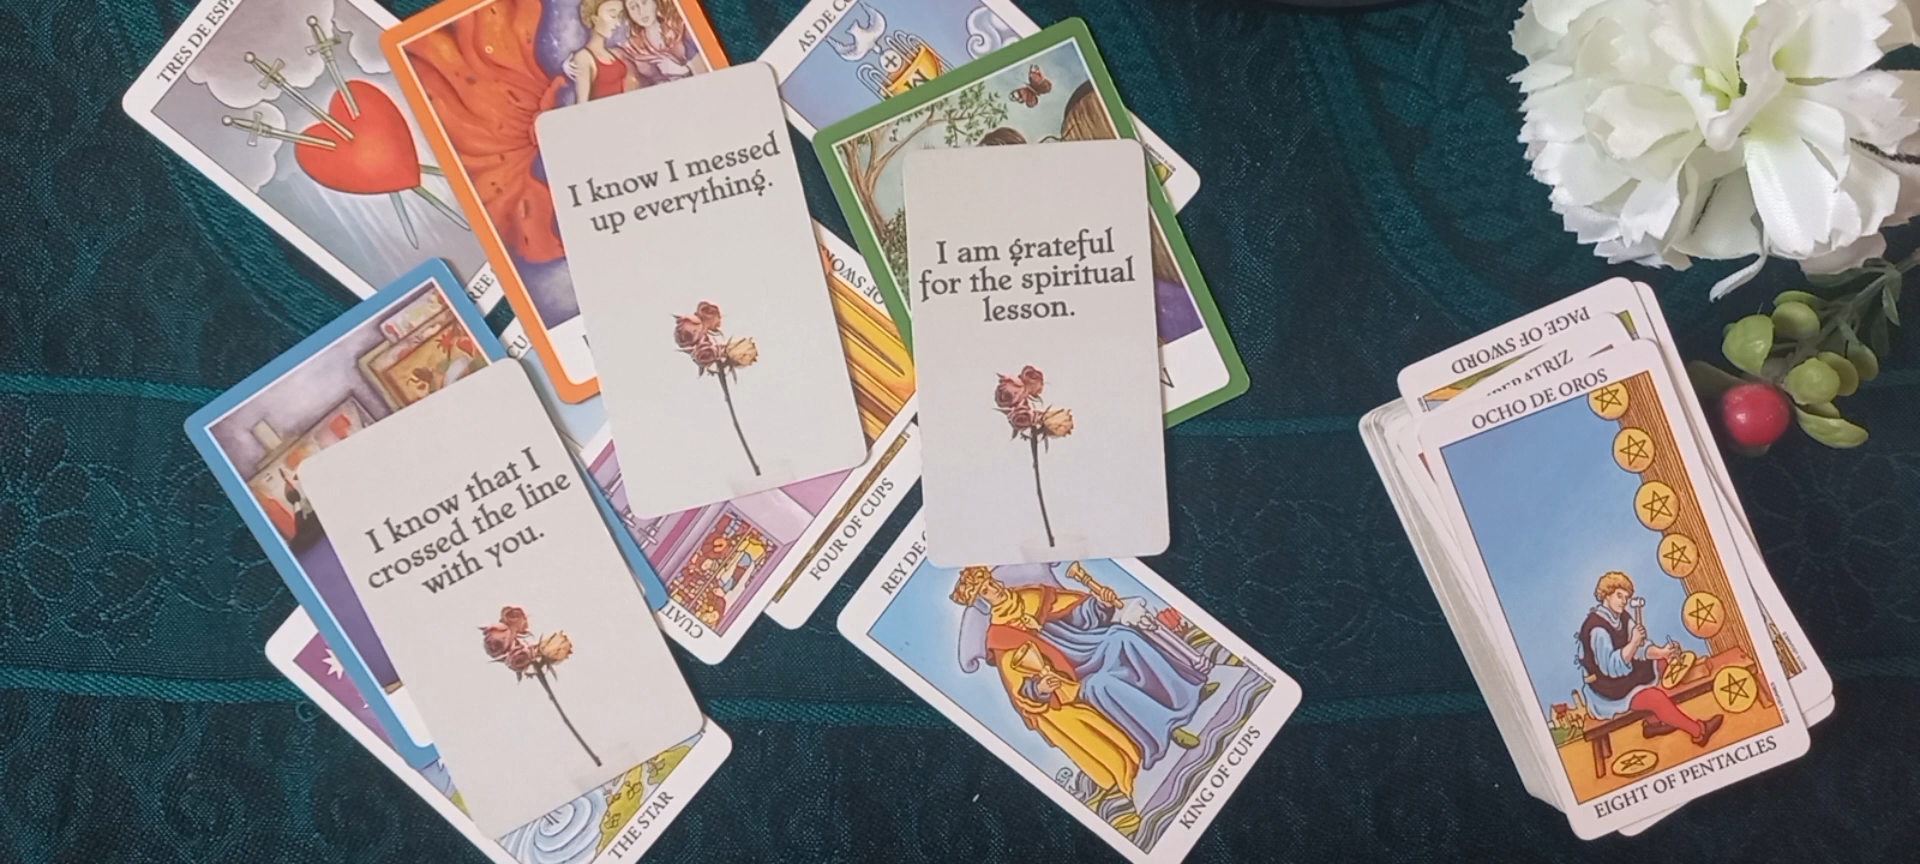 TRES DE
AS DE
I know I messed
up everything.
I am grateful
for the spiritual
lesson.
I know that I
crossed the line
with you.
FOUR OF CUPS
REY DE
KING OF CUPS
THE STAR
PAGE OF SWORD
OCHO DE OROS
EIGHT OF PENTACLES